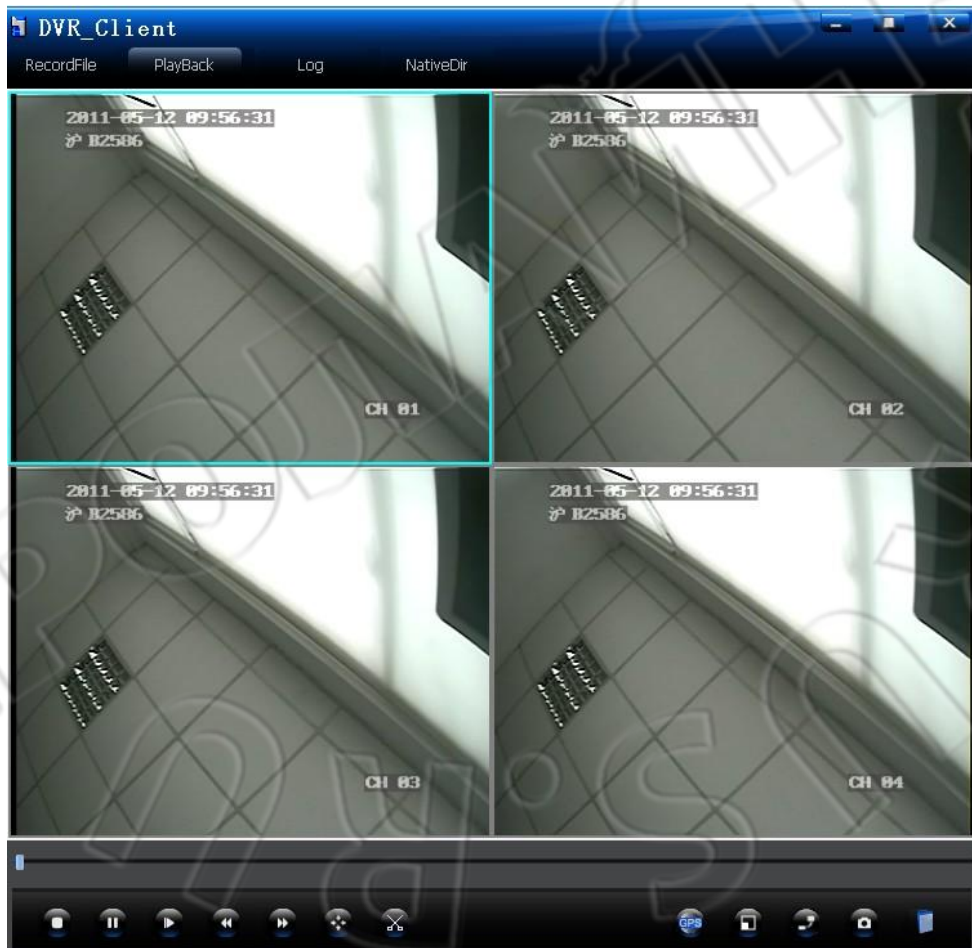 DVR_Client
RecordFile PlayBack Log NativeDir
2011-05-12 09:56:31
沪 B2586
CH 01
2011-05-12 09:56:31
沪 B2586
CH 02
2011-05-12 09:56:31
沪 B2586
CH 03
2011-05-12 09:56:31
沪 B2586
CH 04
GPS